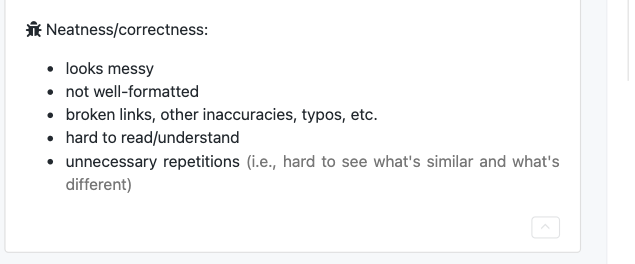 Neatness/correctness:
• looks messy
• not well-formatted
• broken links, other inaccuracies, typos, etc.
• hard to read/understand
• unnecessary repetitions (i.e., hard to see what's similar and what's
different)